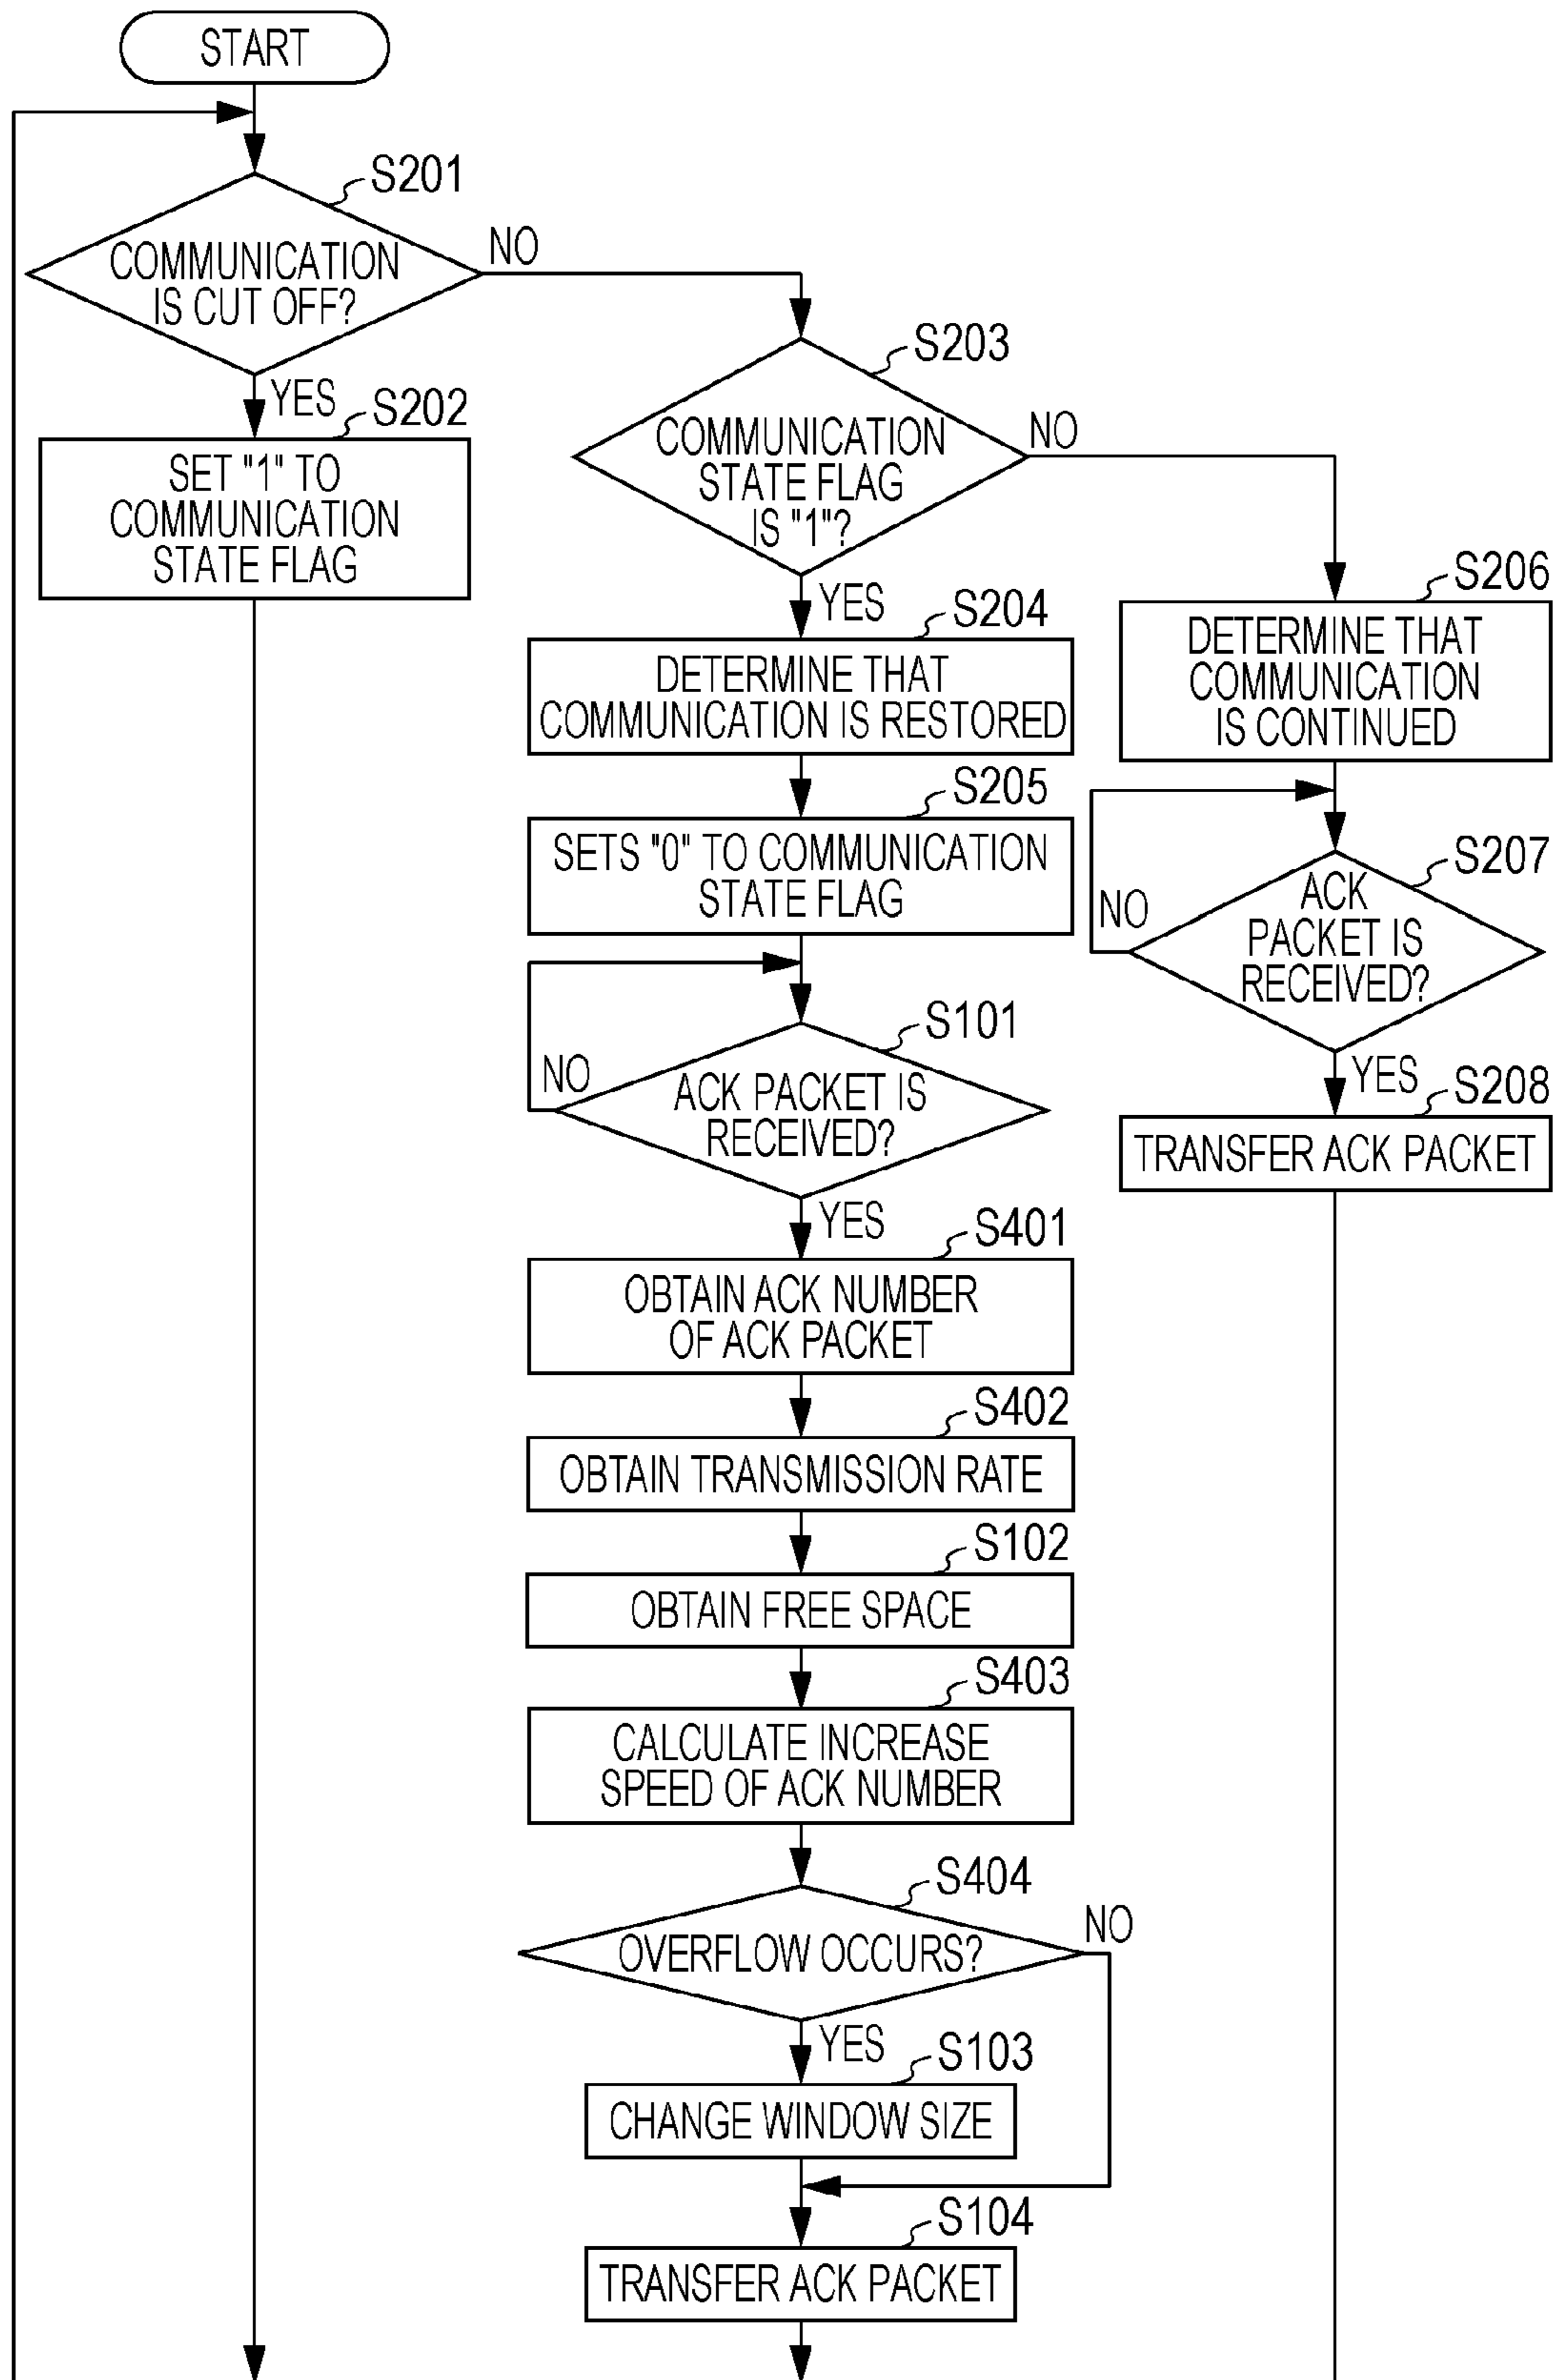 START
S201
COMMUNICATION
IS CUT OFF?
NO
YES
S202
SET "1" TO
COMMUNICATION
STATE FLAG
S203
COMMUNICATION
STATE FLAG
IS "1"?
NO
YES
S204
DETERMINE THAT
COMMUNICATION IS RESTORED
S205
SETS "0" TO COMMUNICATION
STATE FLAG
S101
NO
ACK PACKET IS
RECEIVED?
YES
S401
OBTAIN ACK NUMBER
OF ACK PACKET
S402
OBTAIN TRANSMISSION RATE
S102
OBTAIN FREE SPACE
S403
CALCULATE INCREASE
SPEED OF ACK NUMBER
S404
OVERFLOW OCCURS?
NO
YES
S103
CHANGE WINDOW SIZE
S104
TRANSFER ACK PACKET
S206
DETERMINE THAT
COMMUNICATION
IS CONTINUED
S207
NO
ACK
PACKET IS
RECEIVED?
YES
S208
TRANSFER ACK PACKET